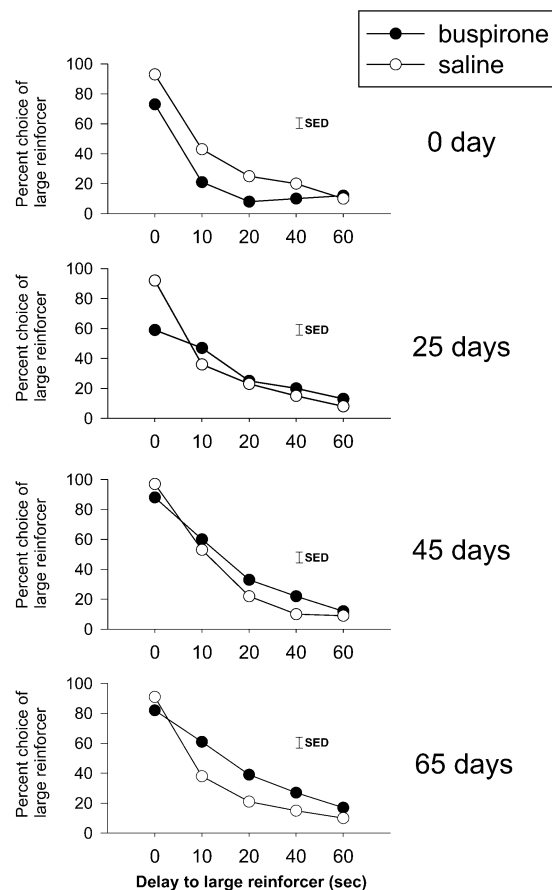 buspirone
saline
Percent choice of
large reinforcer
100
80
60
40
20
0
SED
0 day
0 10 20 40 60
Percent choice of
large reinforcer
100
80
60
40
20
0
SED
25 days
0 10 20 40 60
Percent choice of
large reinforcer
100
80
60
40
20
0
SED
45 days
0 10 20 40 60
Percent choice of
large reinforcer
100
80
60
40
20
0
SED
65 days
0 10 20 40 60
Delay to large reinforcer (sec)